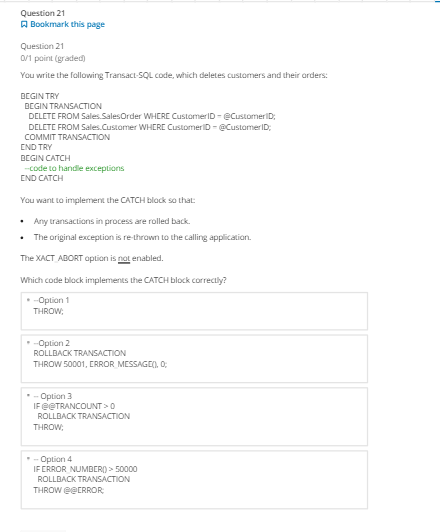 Question 21
Bookmark this page
Question 21
0/1 point (graded)
You write the following Transact-SQL code, which deletes customers and their orders:
BEGIN TRY
BEGIN TRANSACTION
DELETE FROM Sales.SalesOrder WHERE CustomerID = @CustomerID;
DELETE FROM Sales.Customer WHERE CustomerID = @CustomerID;
COMMIT TRANSACTION
END TRY
BEGIN CATCH
--code to handle exceptions
END CATCH
You want to implement the CATCH block so that:
• Any transactions in process are rolled back.
• The original exception is re-thrown to the calling application.
The XACT_ABORT option is not enabled.
Which code block implements the CATCH block correctly?
* --Option 1
THROW;
* --Option 2
ROLLBACK TRANSACTION
THROW 50001, ERROR_MESSAGE(), 0;
* -- Option 3
IF @@TRANCOUNT > 0
ROLLBACK TRANSACTION
THROW;
* -- Option 4
IF ERROR_NUMBER() > 50000
ROLLBACK TRANSACTION
THROW @@ERROR;